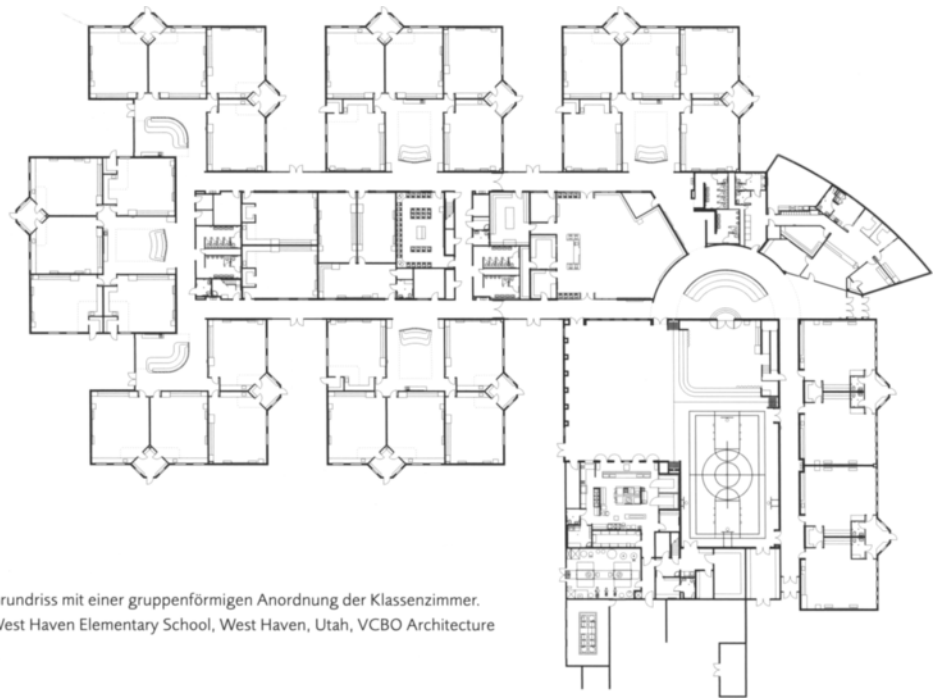 rundriss mit einer gruppenförmigen Anordnung der Klassenzimmer.
West Haven Elementary School, West Haven, Utah, VCBO Architecture